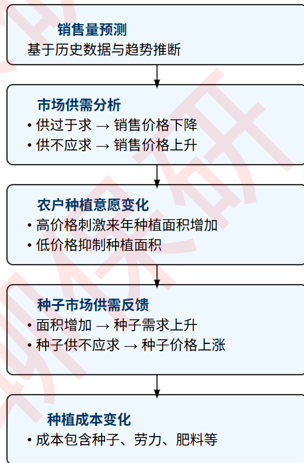 销售量预测
基于历史数据与趋势推断
市场供需分析
• 供过于求 → 销售价格下降
• 供不应求 → 销售价格上升
农户种植意愿变化
• 高价格刺激来年种植面积增加
• 低价格抑制种植面积
种子市场供需反馈
• 面积增加 → 种子需求上升
• 种子供不应求 → 种子价格上涨
种植成本变化
• 成本包含种子、劳力、肥料等
聊保研